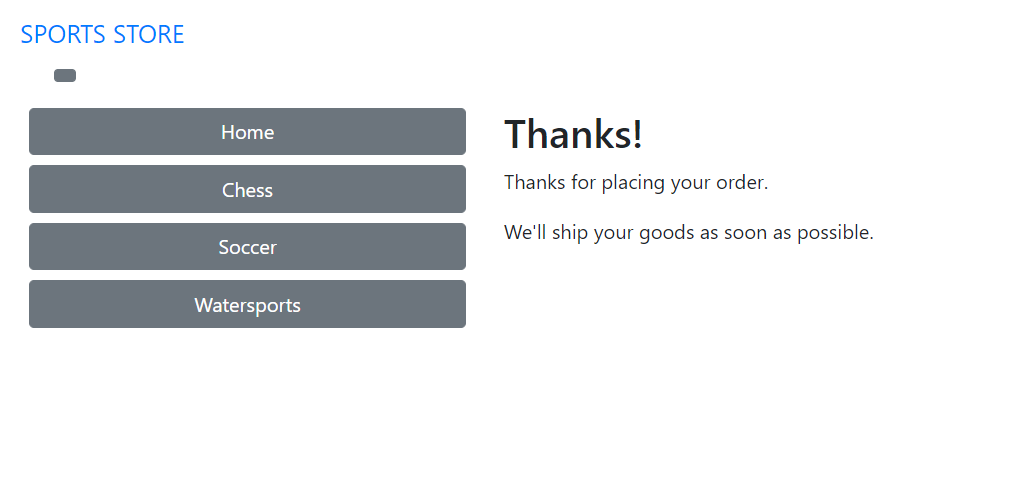 SPORTS STORE
Home
Chess
Soccer
Watersports
Thanks!
Thanks for placing your order.
We'll ship your goods as soon as possible.